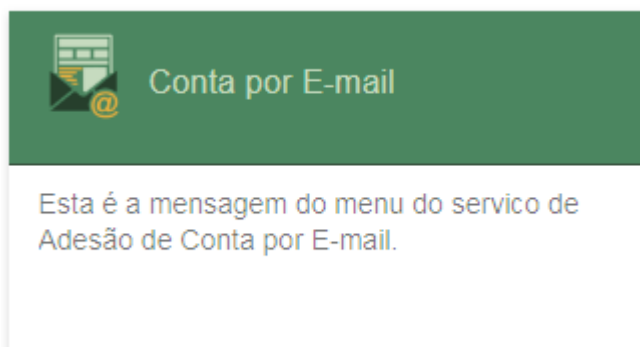 Conta por E-mail
Esta é a mensagem do menu do servico de
Adesão de Conta por E-mail.